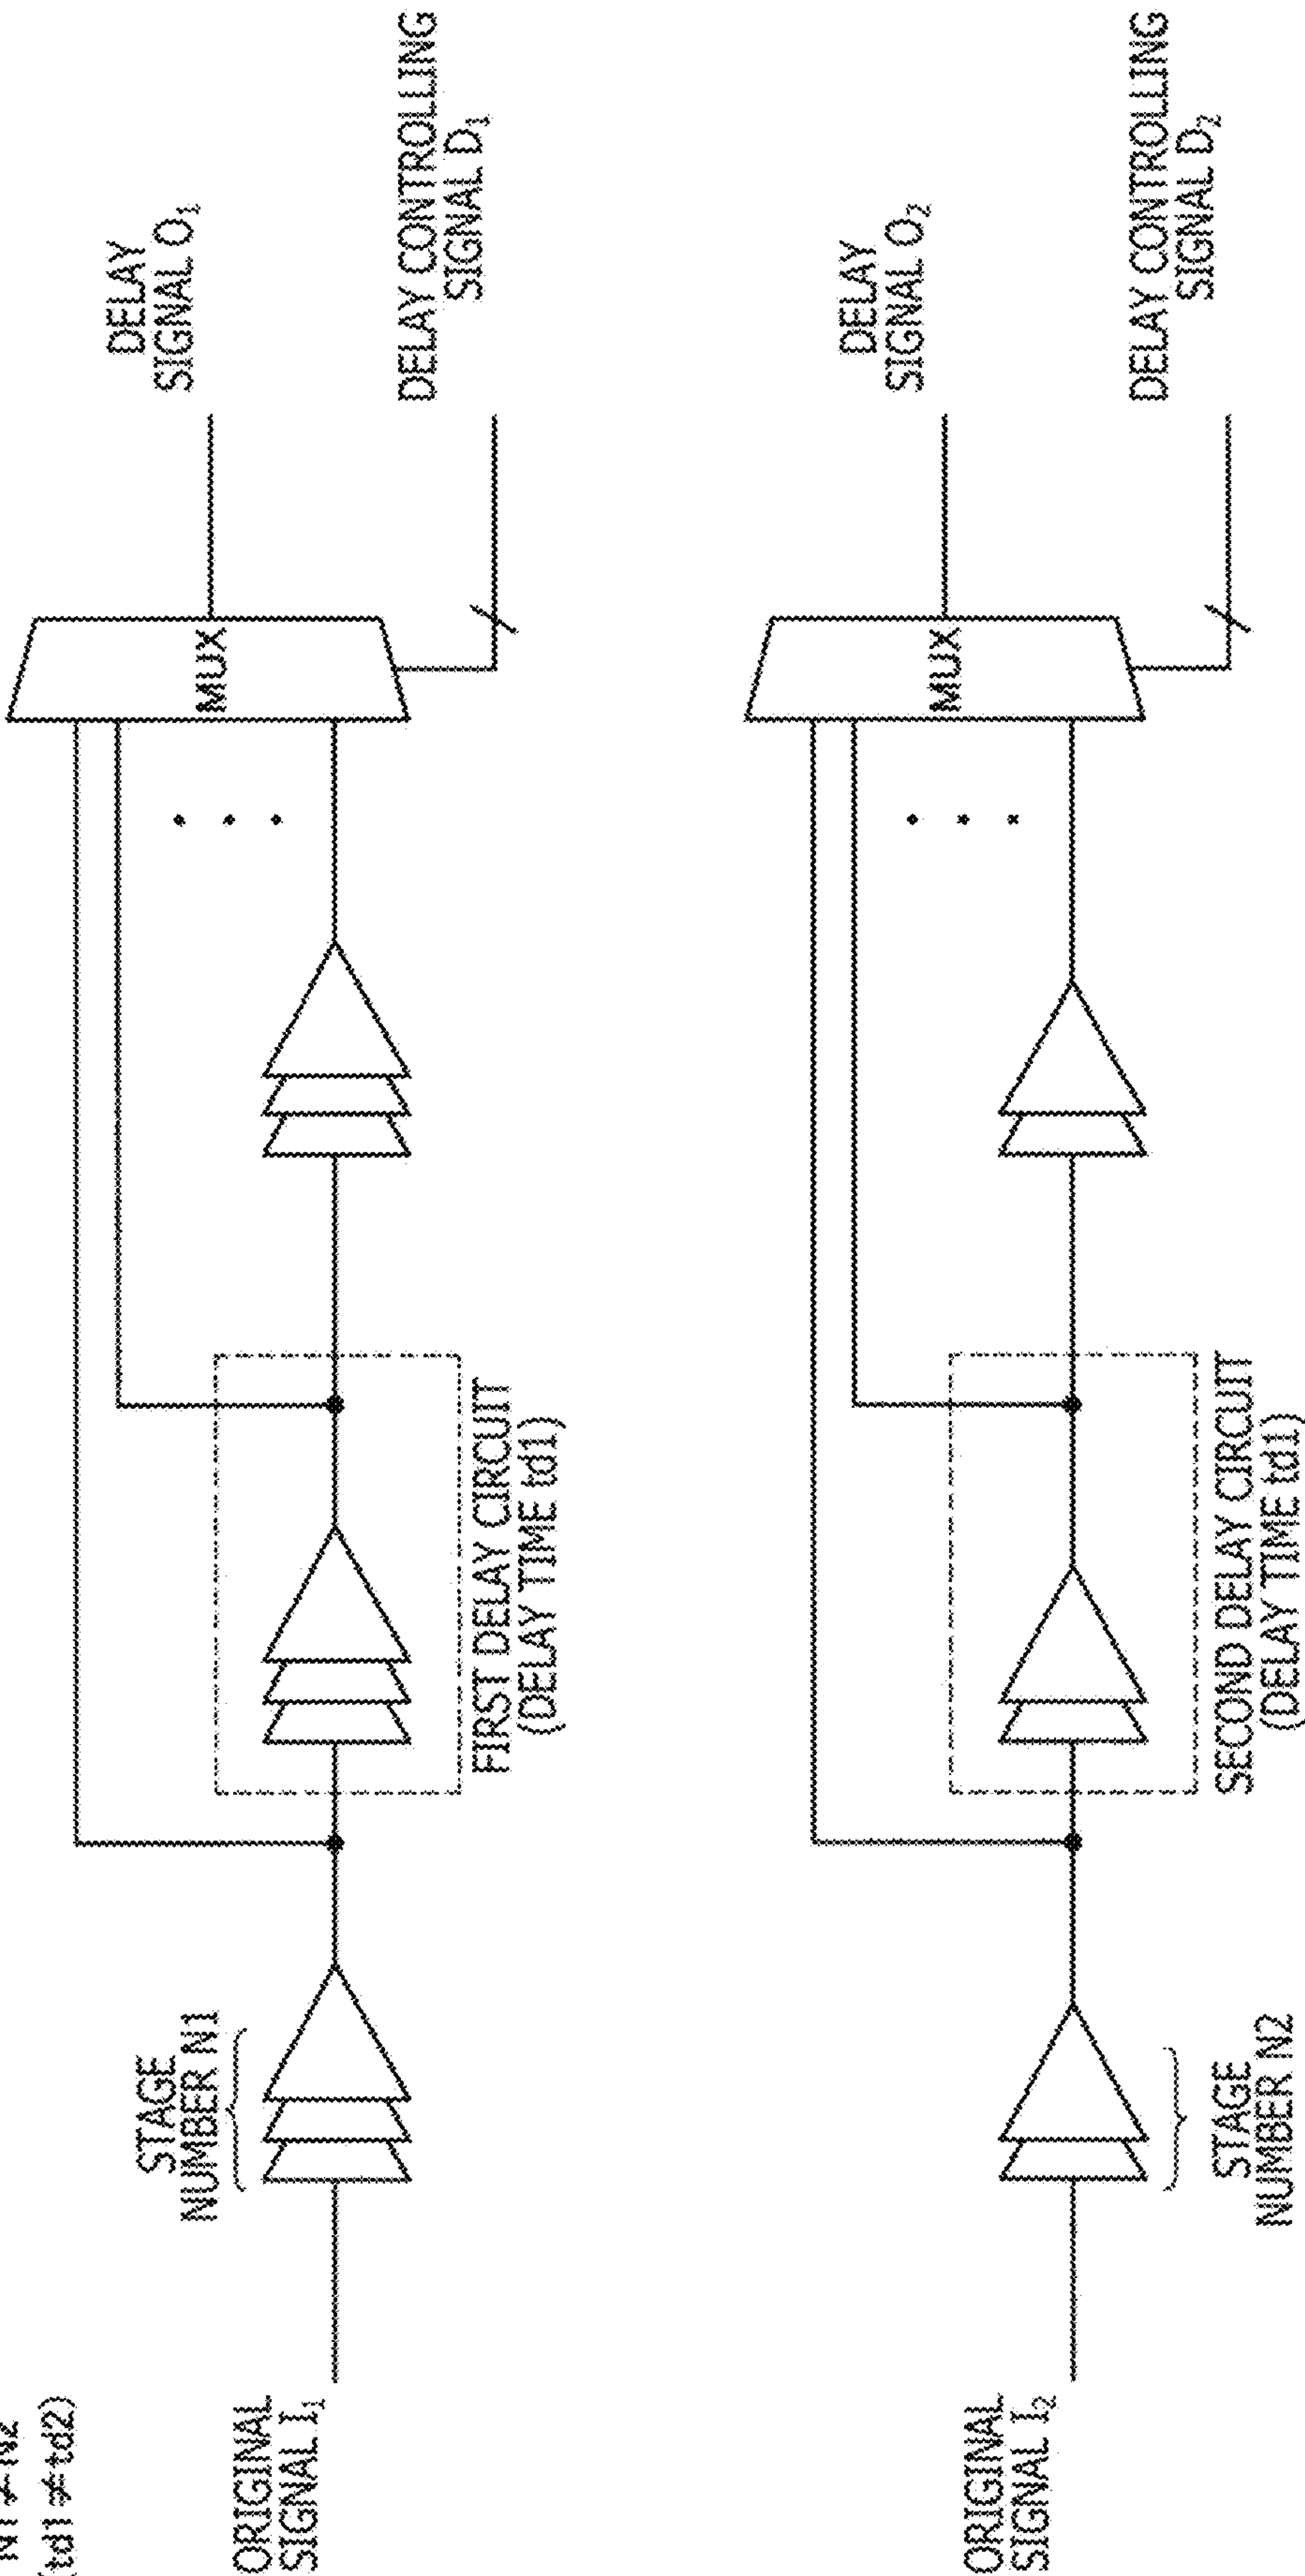 N1≠N2
(td1≠td2)
STAGE
NUMBER N1
ORIGINAL
SIGNAL I₁
FIRST DELAY CIRCUIT
(DELAY TIME td1)
MUX
DELAY
SIGNAL O₁
DELAY CONTROLLING
SIGNAL D₁
ORIGINAL
SIGNAL I₂
STAGE
NUMBER N2
SECOND DELAY CIRCUIT
(DELAY TIME td1)
MUX
DELAY
SIGNAL O₂
DELAY CONTROLLING
SIGNAL D₂